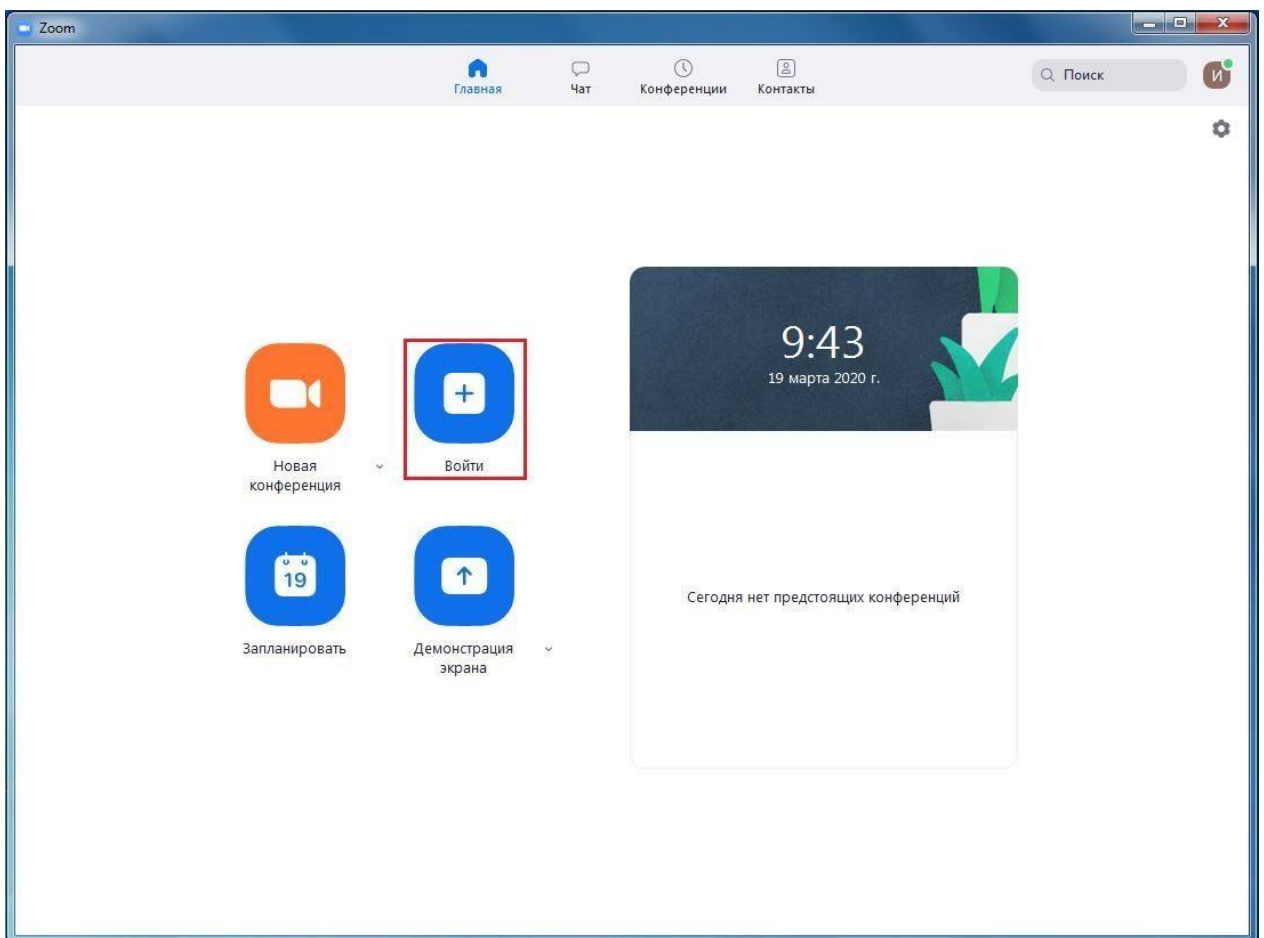 Zoom
Главная
Чат
Конференции
Контакты
Поиск
И
9:43
19 марта 2020 г.
Новая
конференция
Войти
19
Запланировать
Демонстрация
экрана
Сегодня нет предстоящих конференций